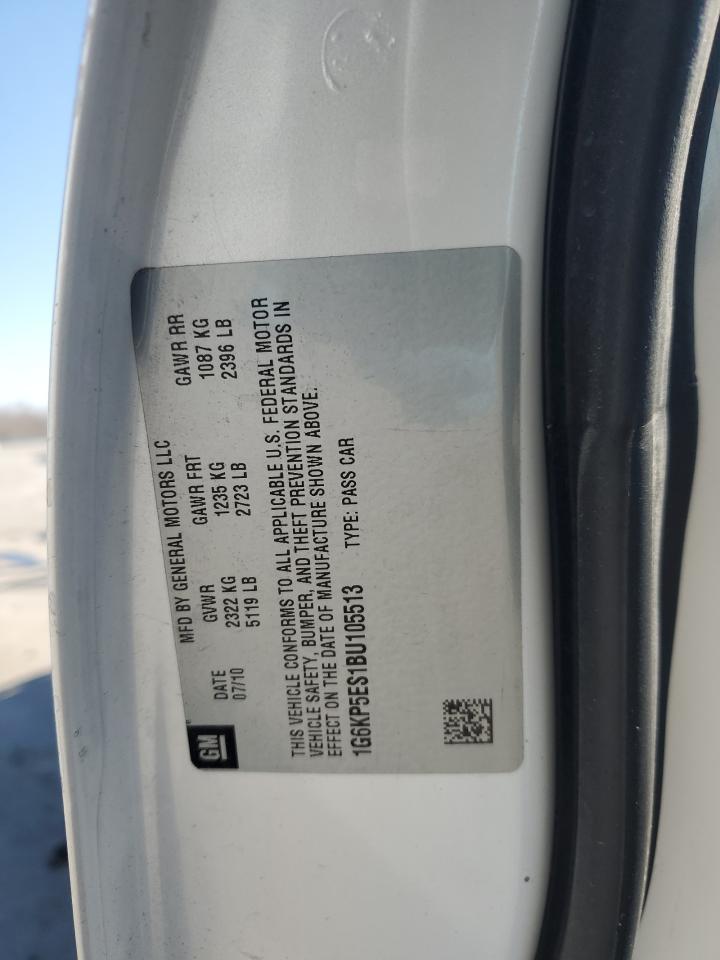 GM
MFD BY GENERAL MOTORS LLC
DATE GVWR GAWR FRT GAWR RR
07/10 2322 KG 1235 KG 1087 KG
5119 LB 2723 LB 2396 LB
THIS VEHICLE CONFORMS TO ALL APPLICABLE U.S. FEDERAL MOTOR
VEHICLE SAFETY, BUMPER, AND THEFT PREVENTION STANDARDS IN
EFFECT ON THE DATE OF MANUFACTURE SHOWN ABOVE.
1G6KP5ES1BU105513 TYPE: PASS CAR